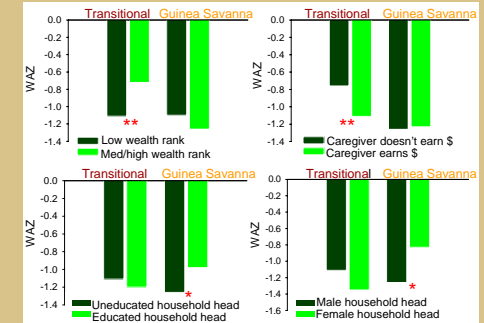 Transitional Guinea Savanna
0.0
-0.2
-0.4
-0.6
-0.8
-1.0
-1.2
-1.4
WAZ
**
Low wealth rank
Med/high wealth rank
Transitional Guinea Savanna
0.0
-0.2
-0.4
-0.6
-0.8
-1.0
-1.2
-1.4
WAZ
**
Caregiver doesn't earn $
Caregiver earns $
Transitional Guinea Savanna
0.0
-0.2
-0.4
-0.6
-0.8
-1.0
-1.2
-1.4
WAZ
*
Uneducated household head
Educated household head
Transitional Guinea Savanna
0.0
-0.2
-0.4
-0.6
-0.8
-1.0
-1.2
-1.4
-1.6
WAZ
*
Male household head
Female household head